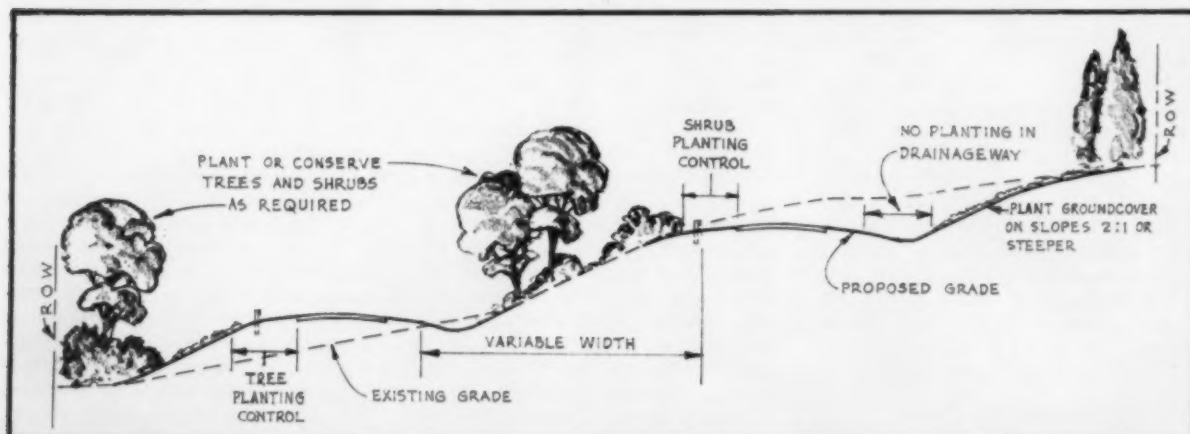 PLANT OR CONSERVE
TREES AND SHRUBS
AS REQUIRED
SHRUB
PLANTING
CONTROL
NO PLANTING IN
DRAINAGEWAY
ROW
PLANT GROUNDCOVER
ON SLOPES 2:1 OR
STEEPER
PROPOSED GRADE
ROW
VARIABLE WIDTH
TREE
PLANTING
CONTROL
EXISTING GRADE